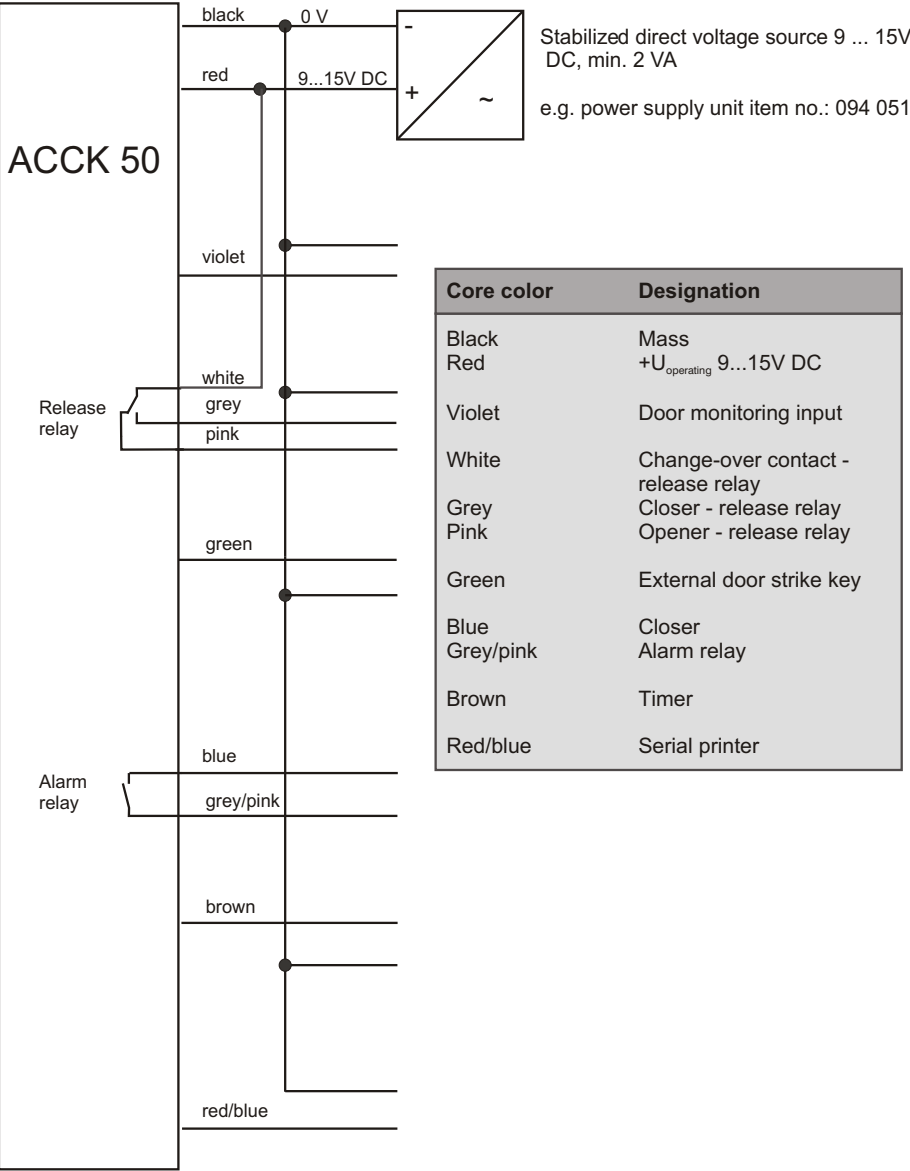 black
0 V
-
Stabilized direct voltage source 9 ... 15V
DC, min. 2 VA
red
9...15V DC
+
~
e.g. power supply unit item no.: 094 051
ACCK 50
violet
white
Release
relay
grey
pink
green
Alarm
relay
blue
grey/pink
brown
red/blue
Core color Designation
Black Mass
Red +Uoperating 9...15V DC
Violet Door monitoring input
White Change-over contact -
release relay
Grey Closer - release relay
Pink Opener - release relay
Green External door strike key
Blue Closer
Grey/pink Alarm relay
Brown Timer
Red/blue Serial printer